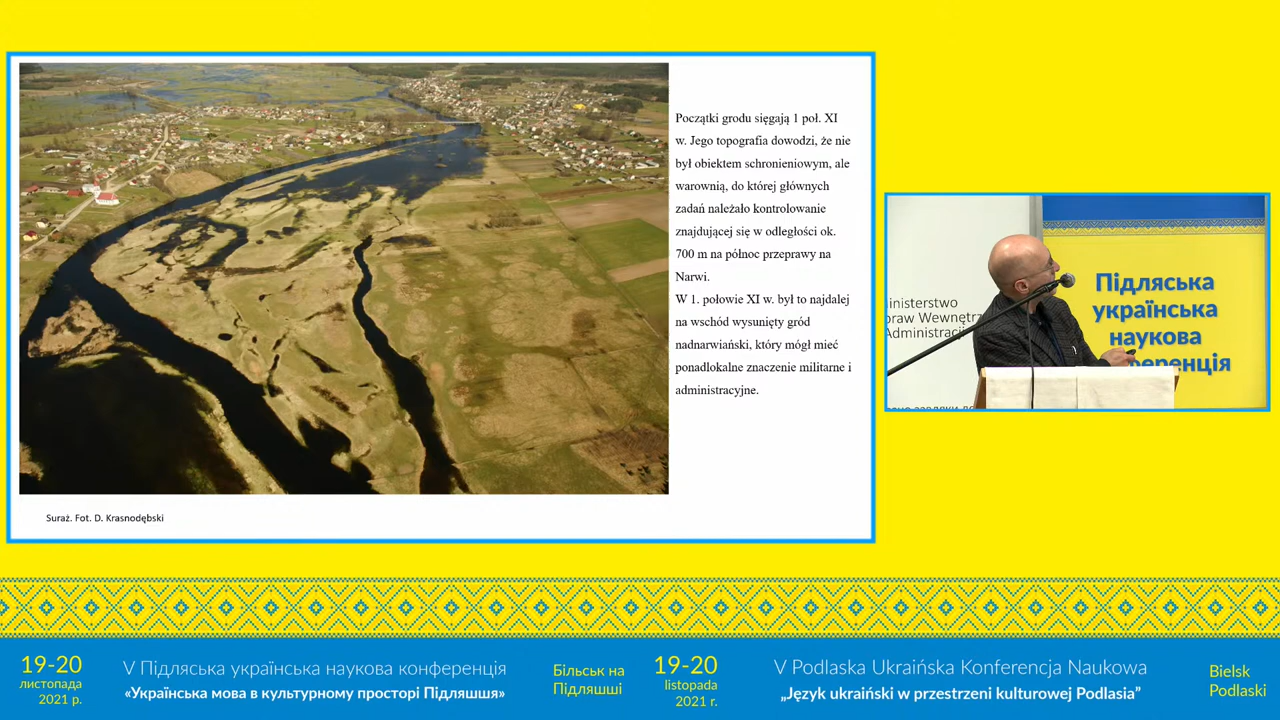 Początki grodu sięgają 1 poł. XI
w. Jego topografia dowodzi, że nie
był obiektem schronieniowym, ale
warownią, do której głównych
zadań należało kontrolowanie
znajdującej się w odległości ok.
700 m na północ przeprawy na
Narwi.
W 1. połowie XI w. był to najdalej
na wschód wysunięty gród
nadnarwiański, który mógł mieć
ponadlokalne znaczenie militarne i
administracyjne.
Suraż. Fot. D. Krasnodębski
inisterstwo
praw Wewnętrz
Administracji
Підляська
українська
наукова
ференція
19-20
листопада
2021 р.
V Підляська українська наукова конференція
«Українська мова в культурному просторі Підляшшя»
Більськ на
Підляшші
19-20
listopada
2021 r.
V Podlaska Ukraińska Konferencja Naukowa
„Język ukraiński w przestrzeni kulturowej Podlasia”
Bielsk
Podlaski